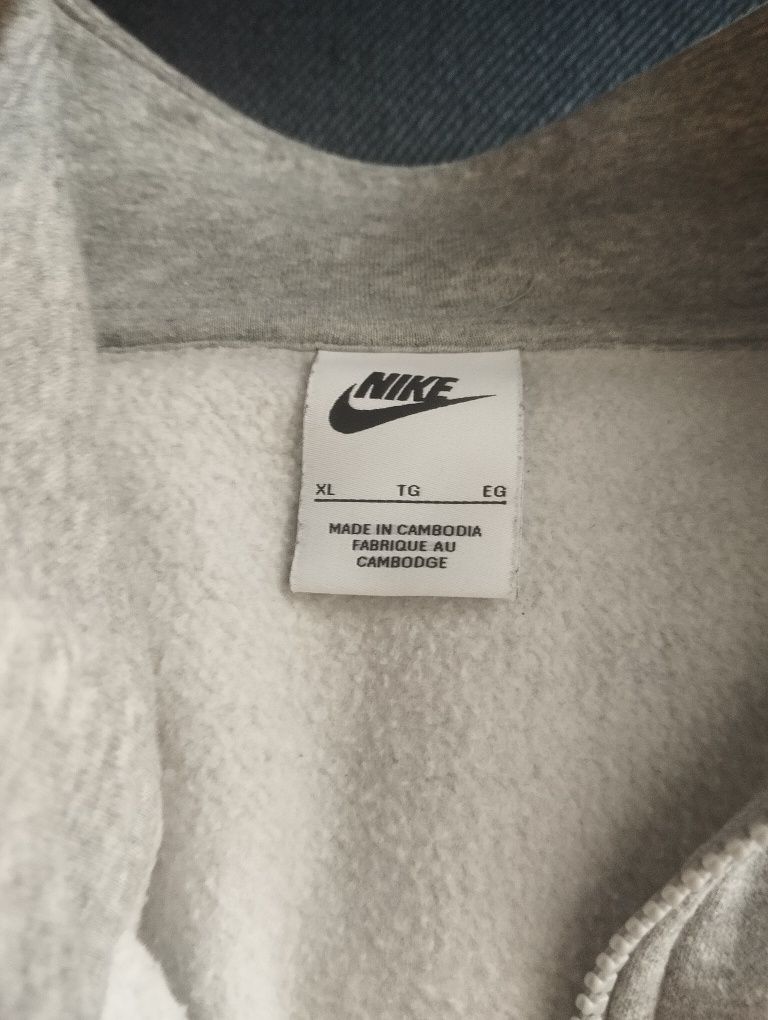 NIKE
XL TG EG
MADE IN CAMBODIA
FABRIQUE AU
CAMBODGE